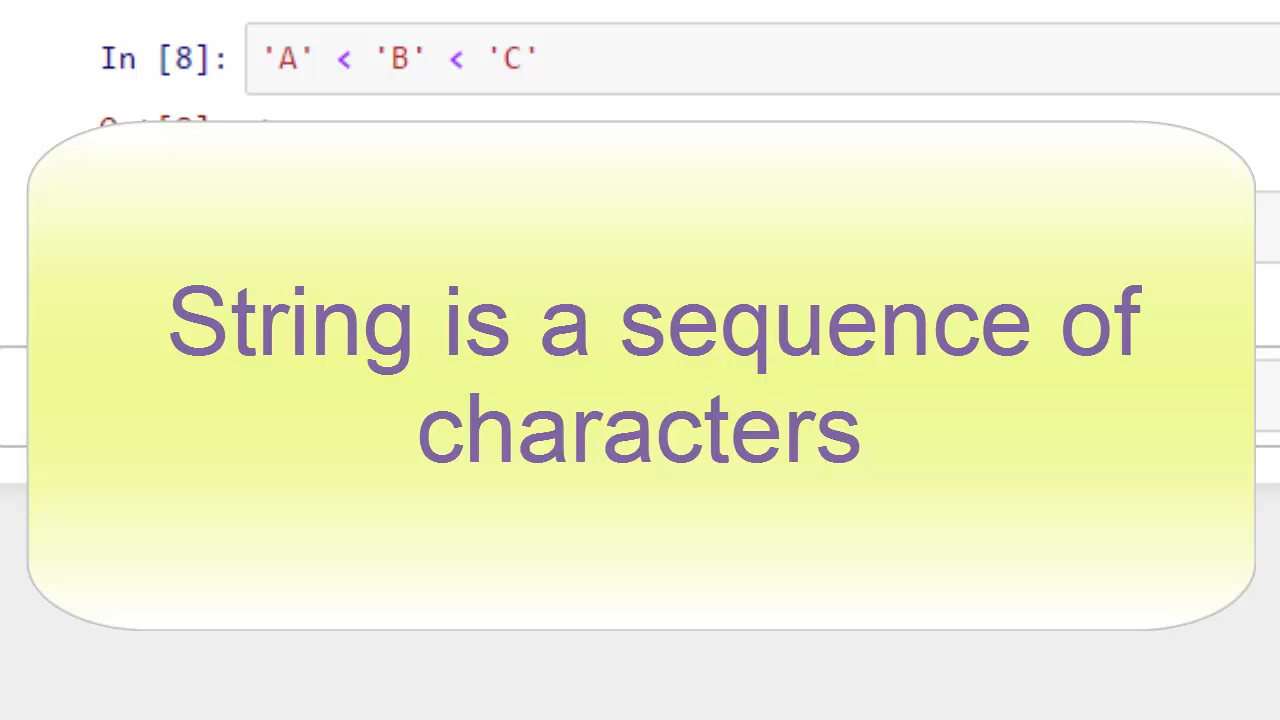 In [8]: 'A' < 'B' < 'C'
String is a sequence of
characters